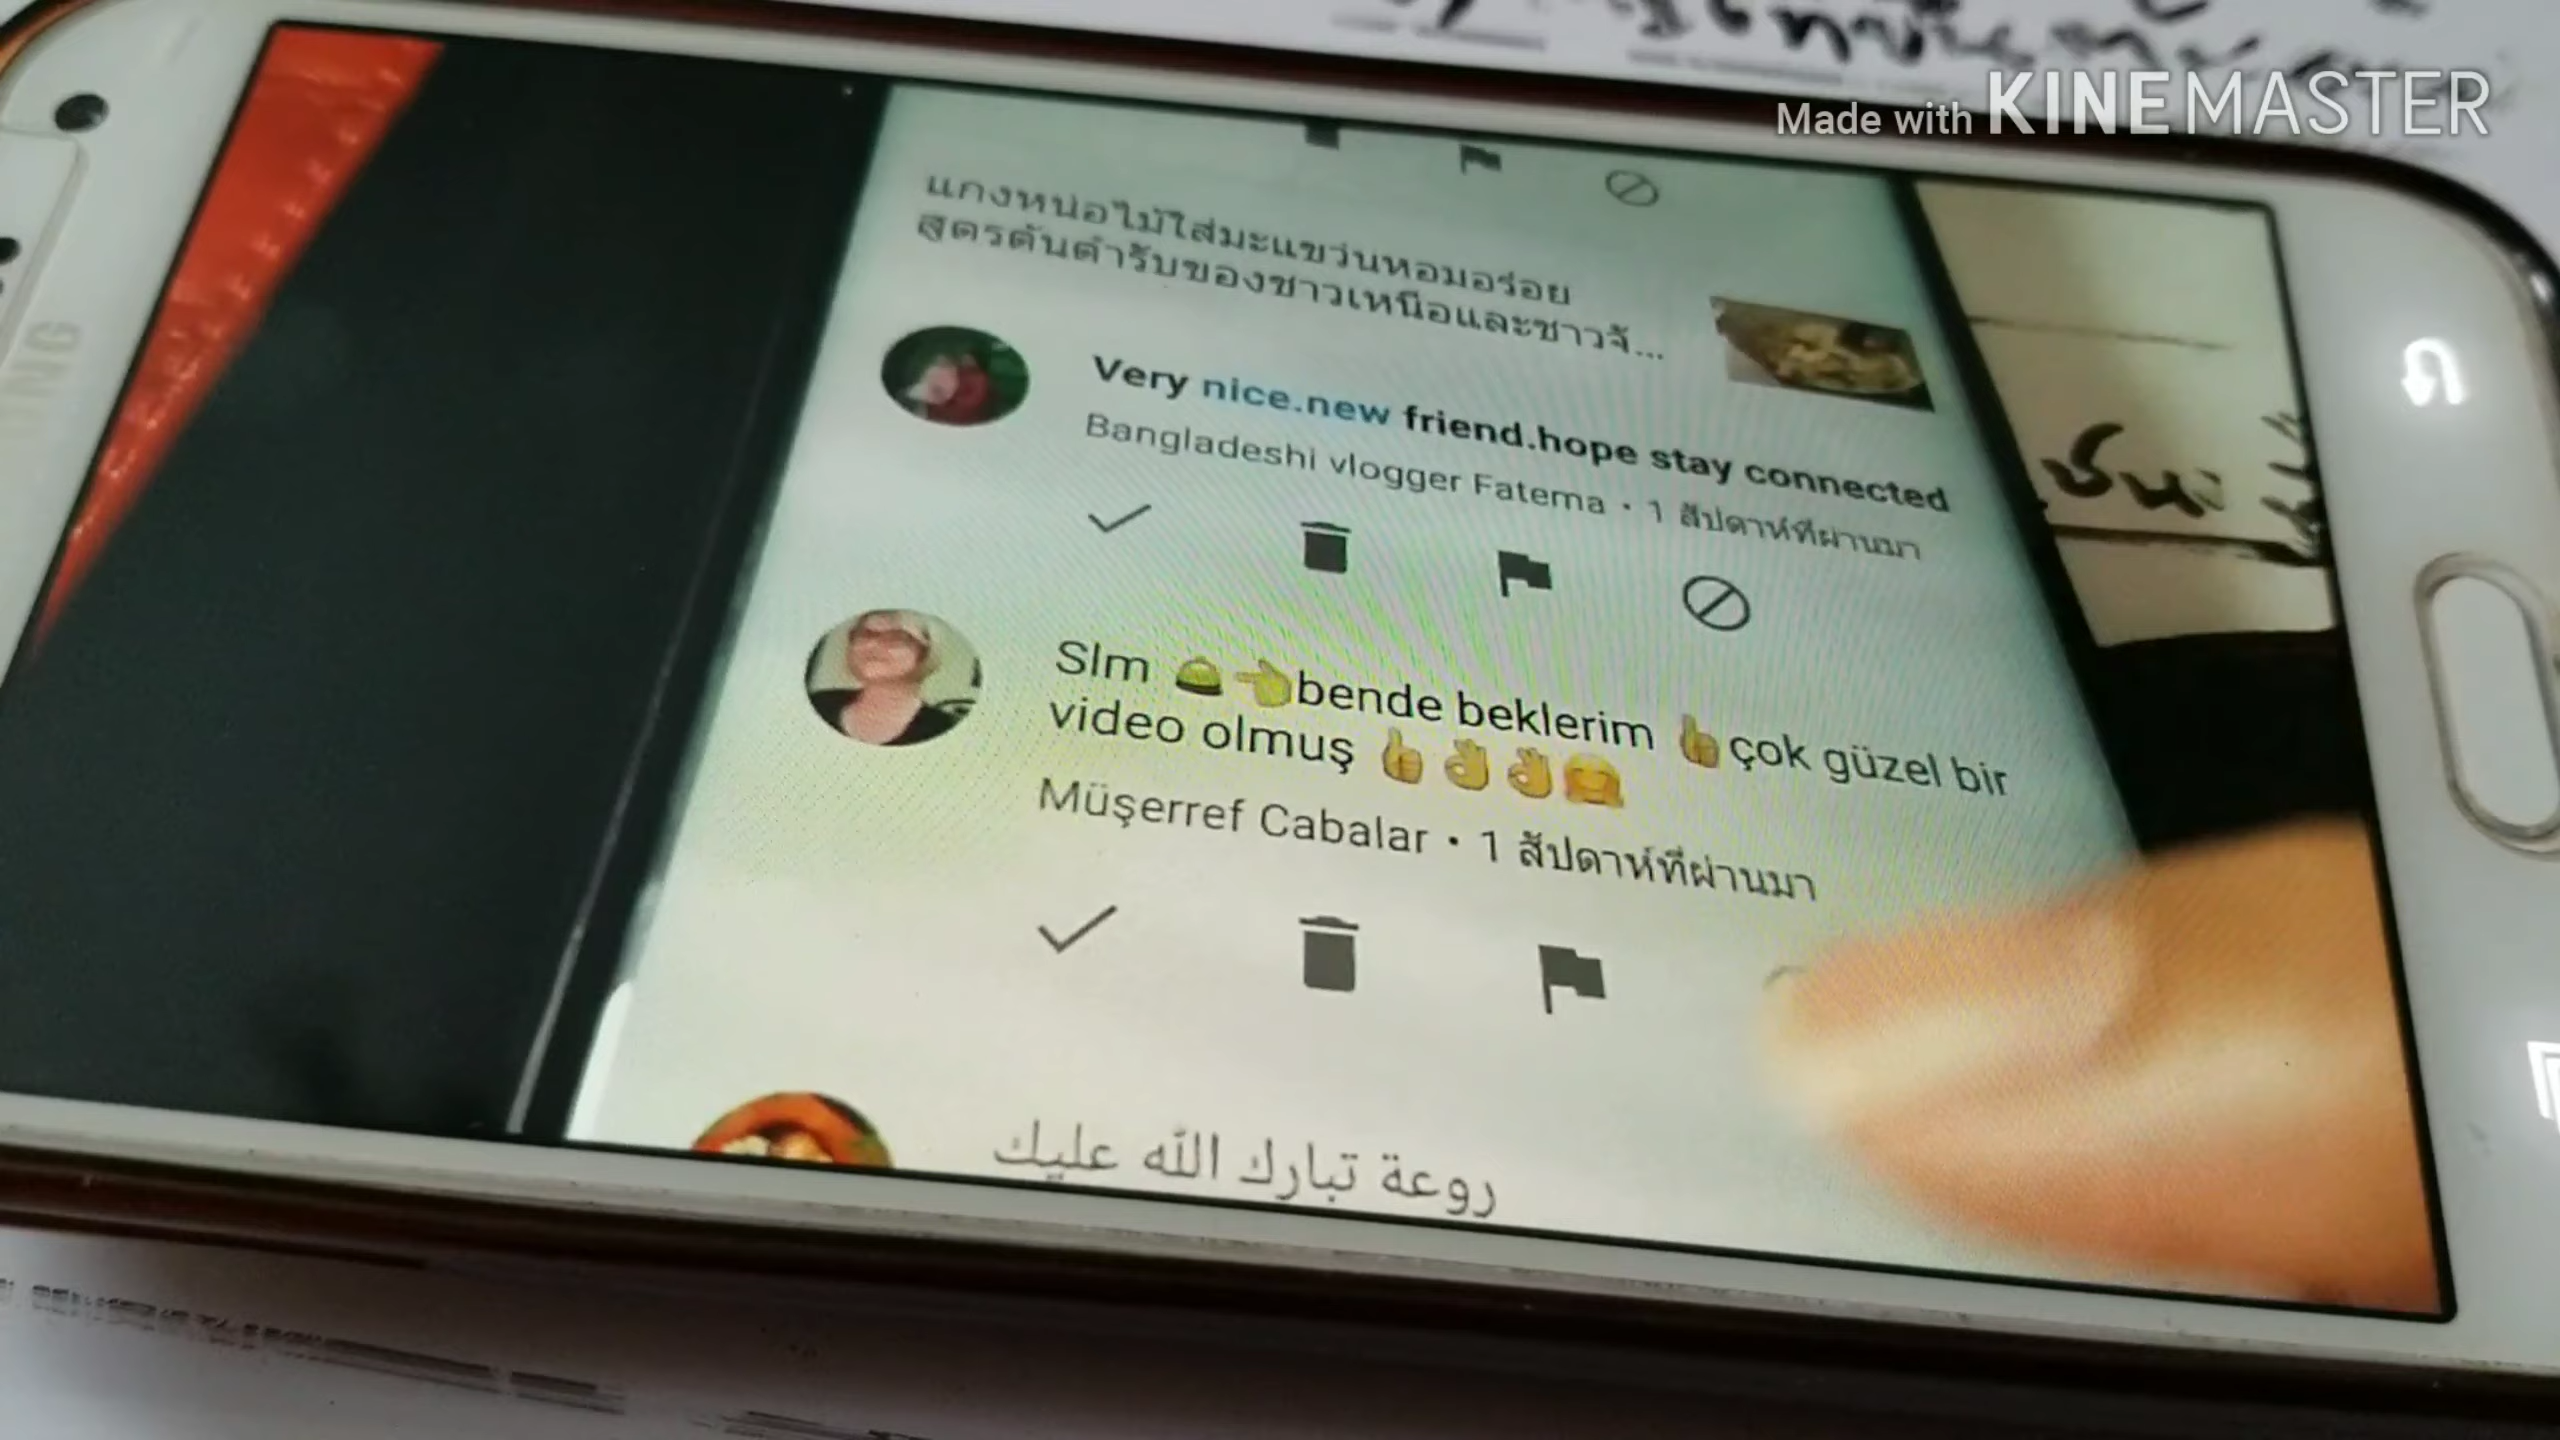 Made with KINEMASTER
แกงหน่อไม้ใส่มะแขว่นหอมอร่อย
สูตรต้นตำรับของชาวเหนือและชาวจั...
Very nice.new friend.hope stay connected
Bangladeshi vlogger Fatema • 1 สัปดาห์ที่ผ่านมา
Slm 🛎👈bende beklerim 👍çok güzel bir
video olmuş 👍👌👌🤗
Müşerref Cabalar • 1 สัปดาห์ที่ผ่านมา
روعة تبارك الله عليك